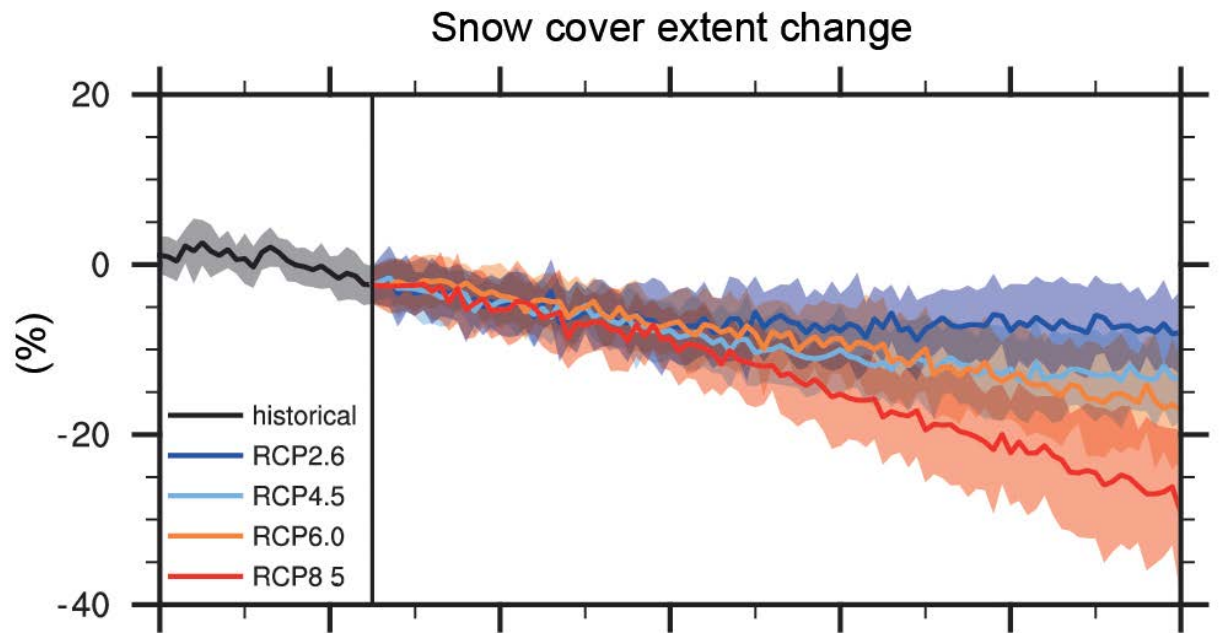 Snow cover extent change
20
0
(%)
-20
-40
historical
RCP2.6
RCP4.5
RCP6.0
RCP8 5